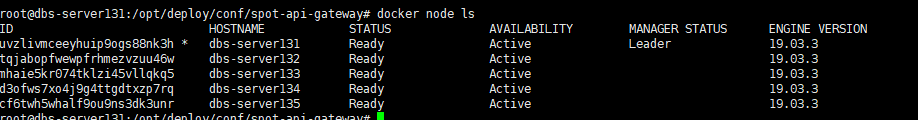 root@dbs-server131:/opt/deploy/conf/spot-api-gateway# docker node ls
ID HOSTNAME STATUS AVAILABILITY MANAGER STATUS ENGINE VERSION
uvzlivmceeyhuip9ogs88nk3h * dbs-server131 Ready Active Leader 19.03.3
tqjabopfwewpfrhmezvzuu46w dbs-server132 Ready Active 19.03.3
mhaie5kr074tklzi45vllqkq5 dbs-server133 Ready Active 19.03.3
d3ofws7xo4j9g4ttgdtxzp7rq dbs-server134 Ready Active 19.03.3
cf6twh5whalf9ou9ns3dk3unr dbs-server135 Ready Active 19.03.3
root@dbs-server131:/opt/deploy/conf/spot-api-gateway#